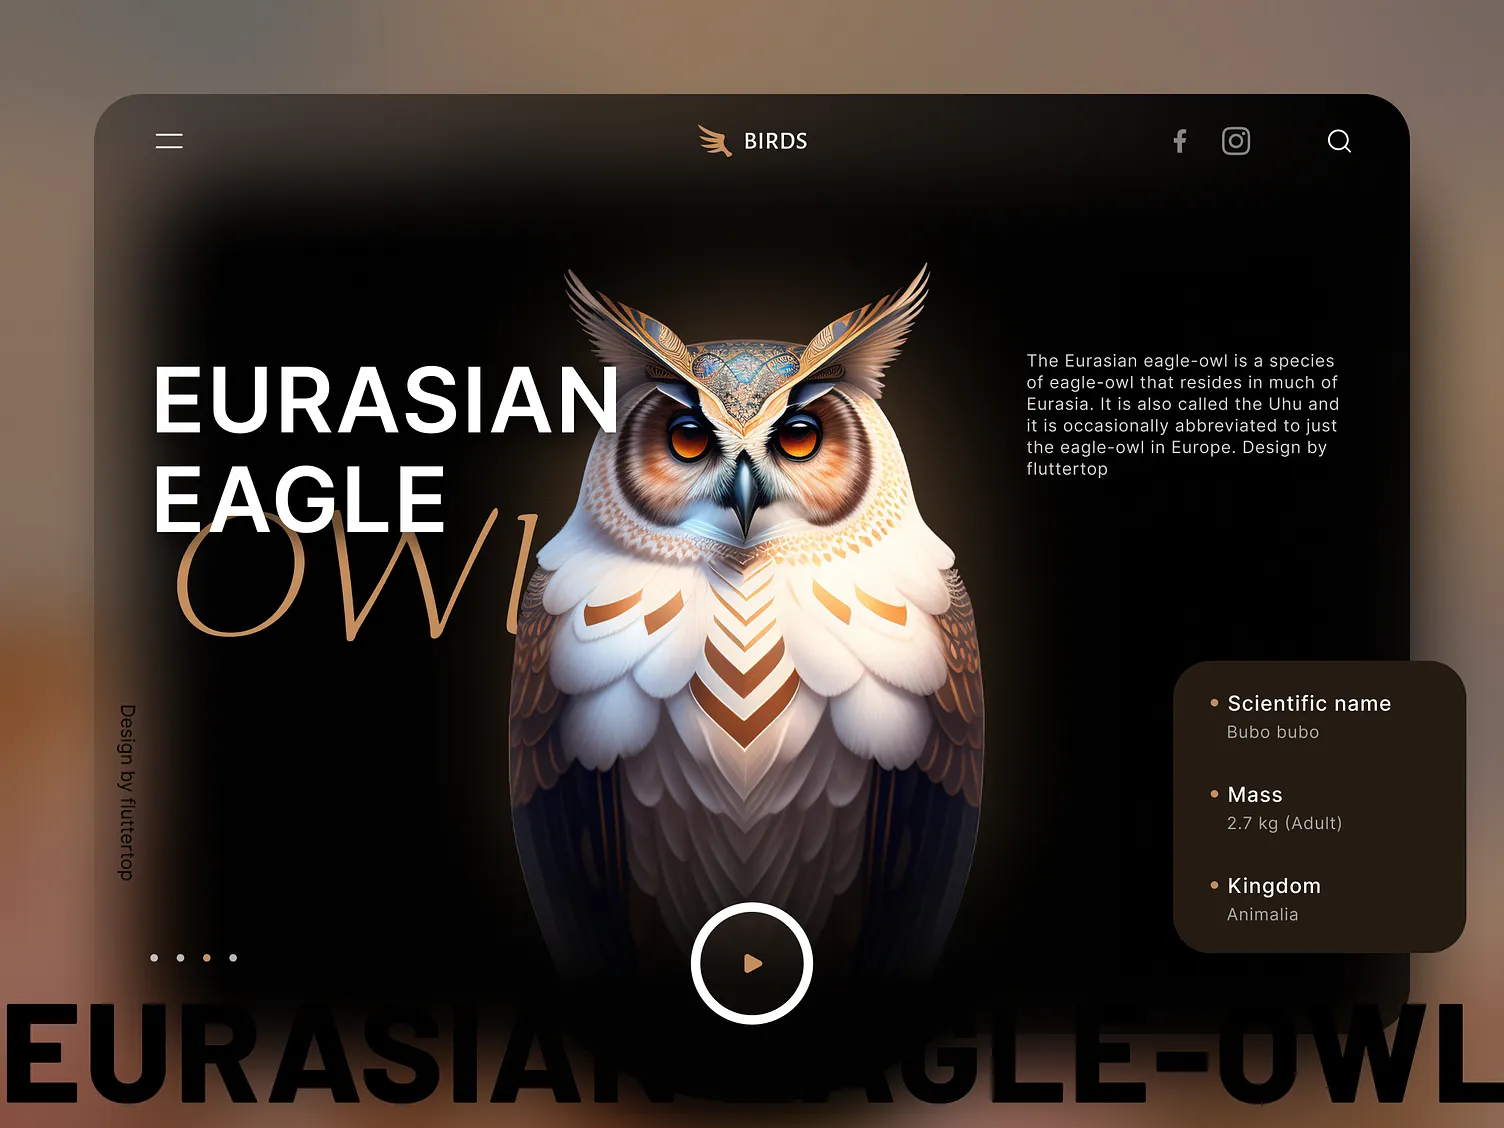 BIRDS
EURASIAN
EAGLE
Owl
The Eurasian eagle-owl is a species
of eagle-owl that resides in much of
Eurasia. It is also called the Uhu and
it is occasionally abbreviated to just
the eagle-owl in Europe. Design by
fluttertop
Scientific name
Bubo bubo
Mass
2.7 kg (Adult)
Kingdom
Animalia
Design by fluttertop
EURASIAN EAGLE-OWL